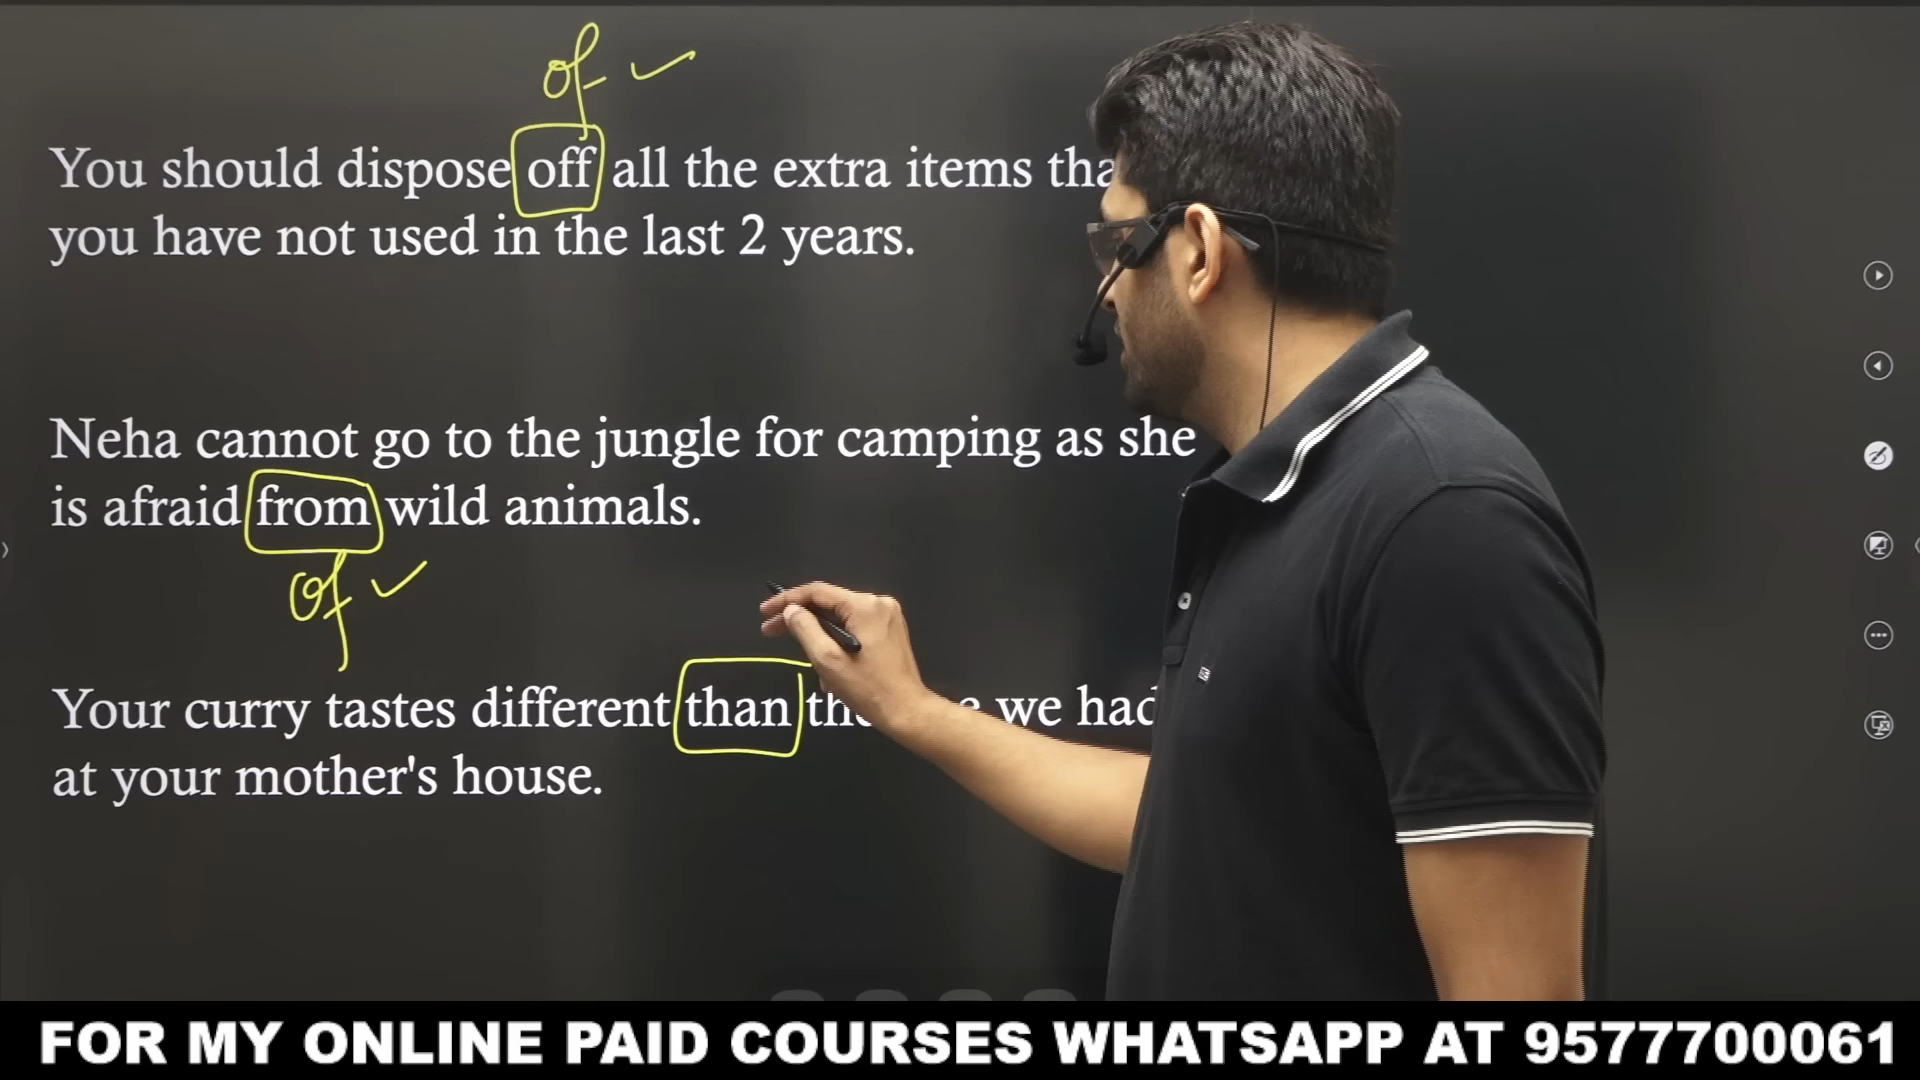 of
You should dispose off all the extra items
you have not used in the last 2 years.
Neha cannot go to the jungle for camping as she
is afraid from wild animals.
of
Your curry tastes different than we had
at your mother's house.
FOR MY ONLINE PAID COURSES WHATSAPP AT 9577700061